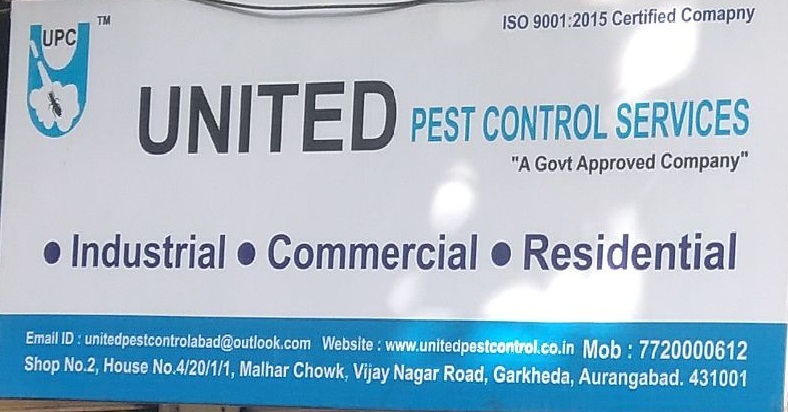 UPC TM
ISO 9001:2015 Certified Comapny
UNITED PEST CONTROL SERVICES
"A Govt Approved Company"
• Industrial • Commercial • Residential
Email ID : unitedpestcontrolabad@outlook.com Website : www.unitedpestcontrol.co.in Mob : 7720000612
Shop No.2, House No.4/20/1/1, Malhar Chowk, Vijay Nagar Road, Garkheda, Aurangabad. 431001